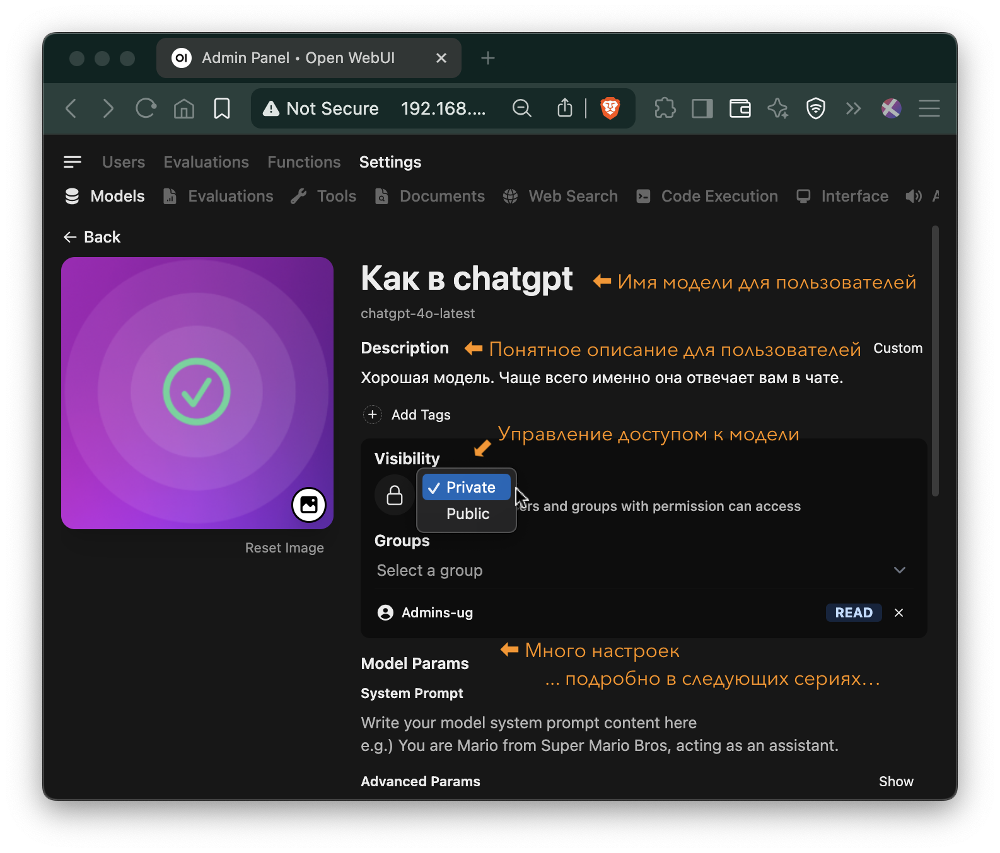 OI Admin Panel • Open WebUI
Not Secure 192.168....
Users Evaluations Functions Settings
Models Evaluations Tools Documents Web Search Code Execution Interface A
← Back
Как в chatgpt ⬅ Имя модели для пользователей
chatgpt-4o-latest
Description ⬅ Понятное описание для пользователей Custom
Хорошая модель. Чаще всего именно она отвечает вам в чате.
+ Add Tags
Управление доступом к модели
Visibility
✓ Private
ers and groups with permission can access
Public
Reset Image
Groups
Select a group
Admins-ug READ ×
⬅ Много настроек
Model Params
... подробно в следующих сериях...
System Prompt
Write your model system prompt content here
e.g.) You are Mario from Super Mario Bros, acting as an assistant.
Advanced Params Show